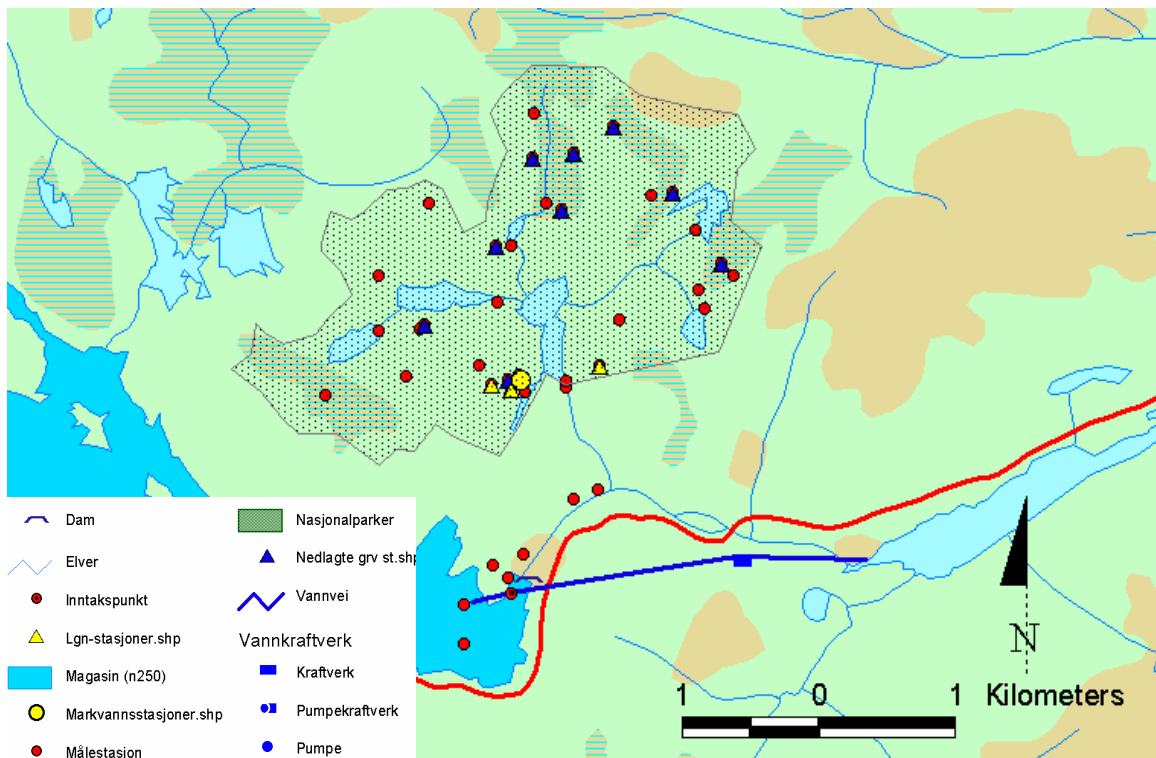 Dam
Elver
Inntakspunkt
Lgn-stasjoner.shp
Magasin (n250)
Markvannsstasjoner.shp
Målestasjon
Nasjonalparker
Nedlagte grv st.shp
Vannvei
Vannkraftverk
Kraftverk
Pumpekraftverk
Pumpe
N
1 0 1 Kilometers